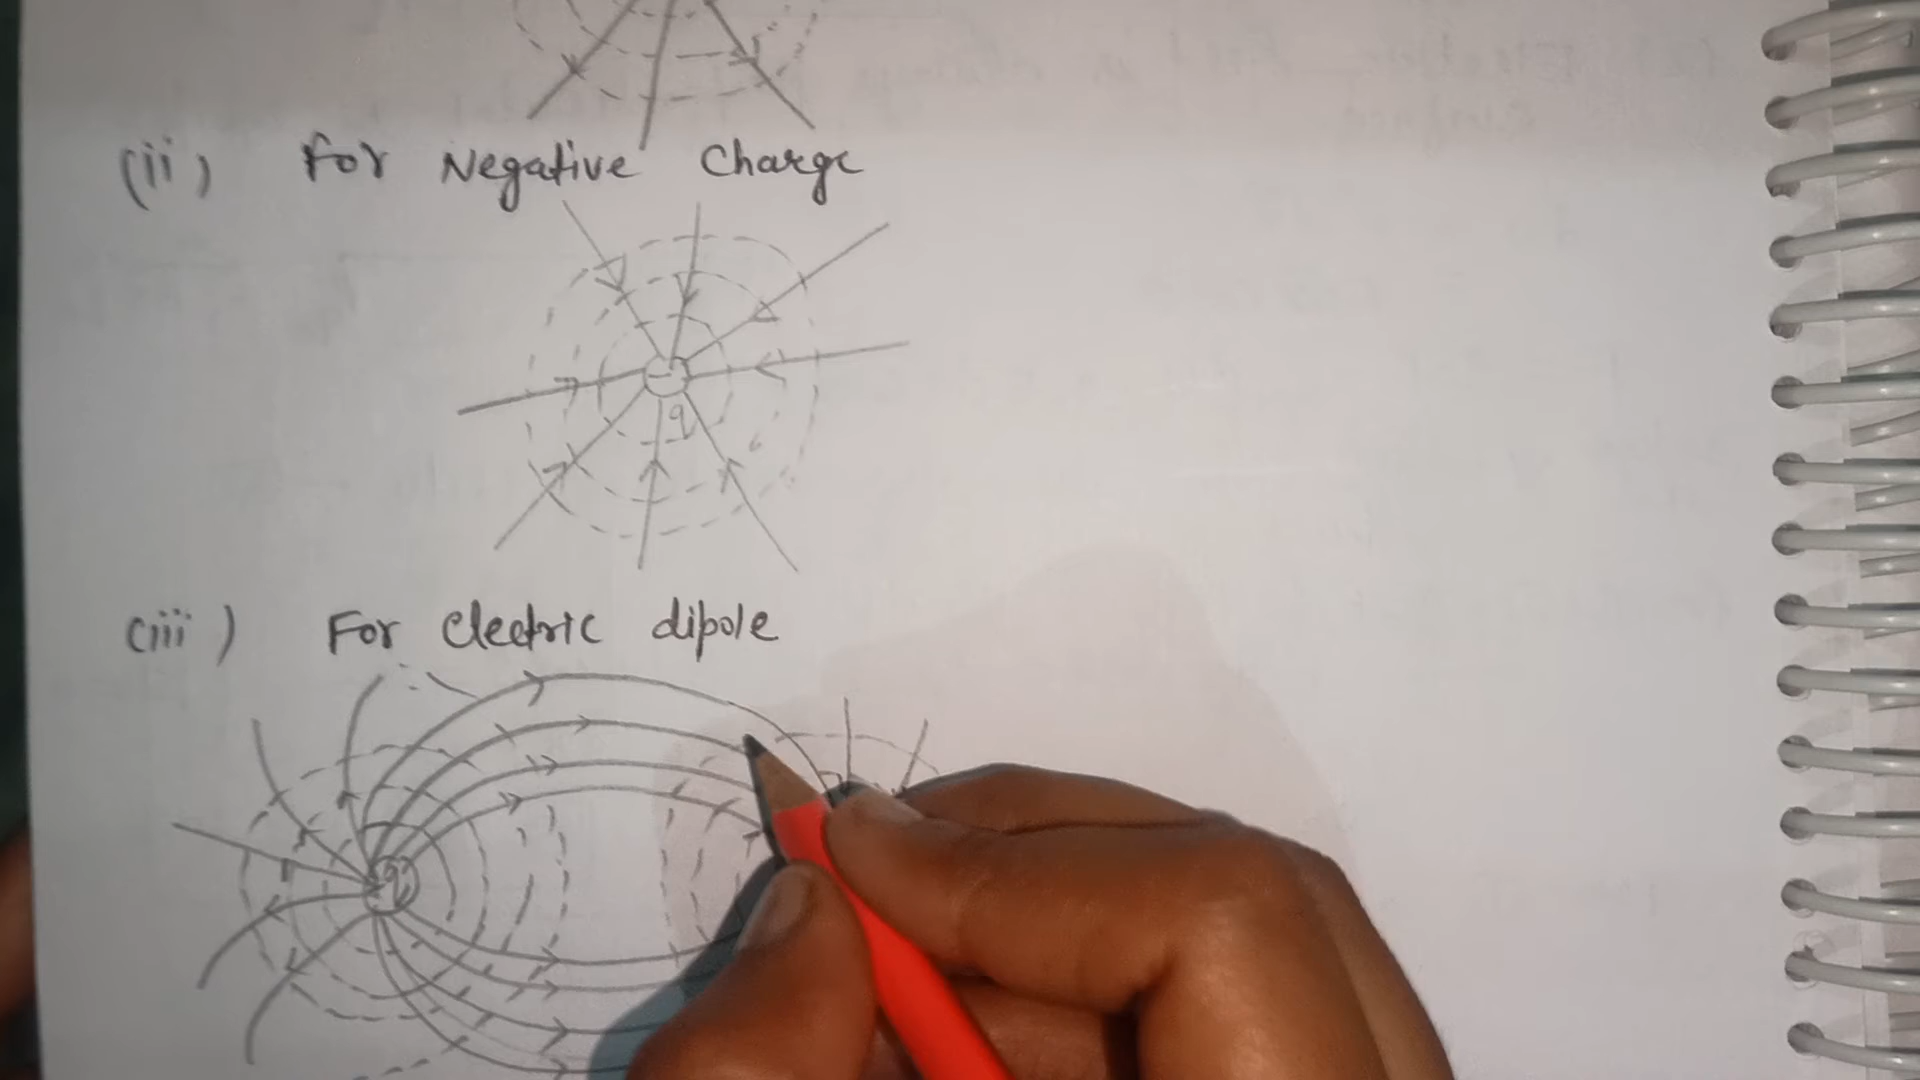 (ii) For Negative Charge
–
q
(iii) For electric dipole
q